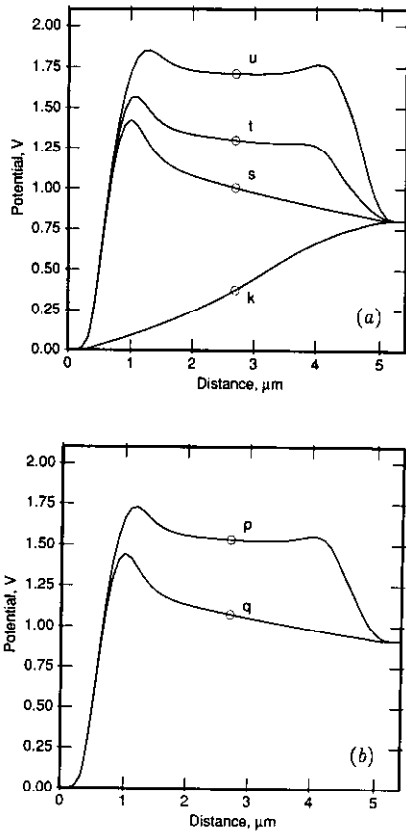 2.00
1.75
1.50
1.25
1.00
0.75
0.50
0.25
0.00
Potential, V
u
t
s
k
(a)
0 1 2 3 4 5
Distance, μm
2.00
1.75
1.50
1.25
1.00
0.75
0.50
0.25
0.00
Potential, V
p
q
(b)
0 1 2 3 4 5
Distance, μm